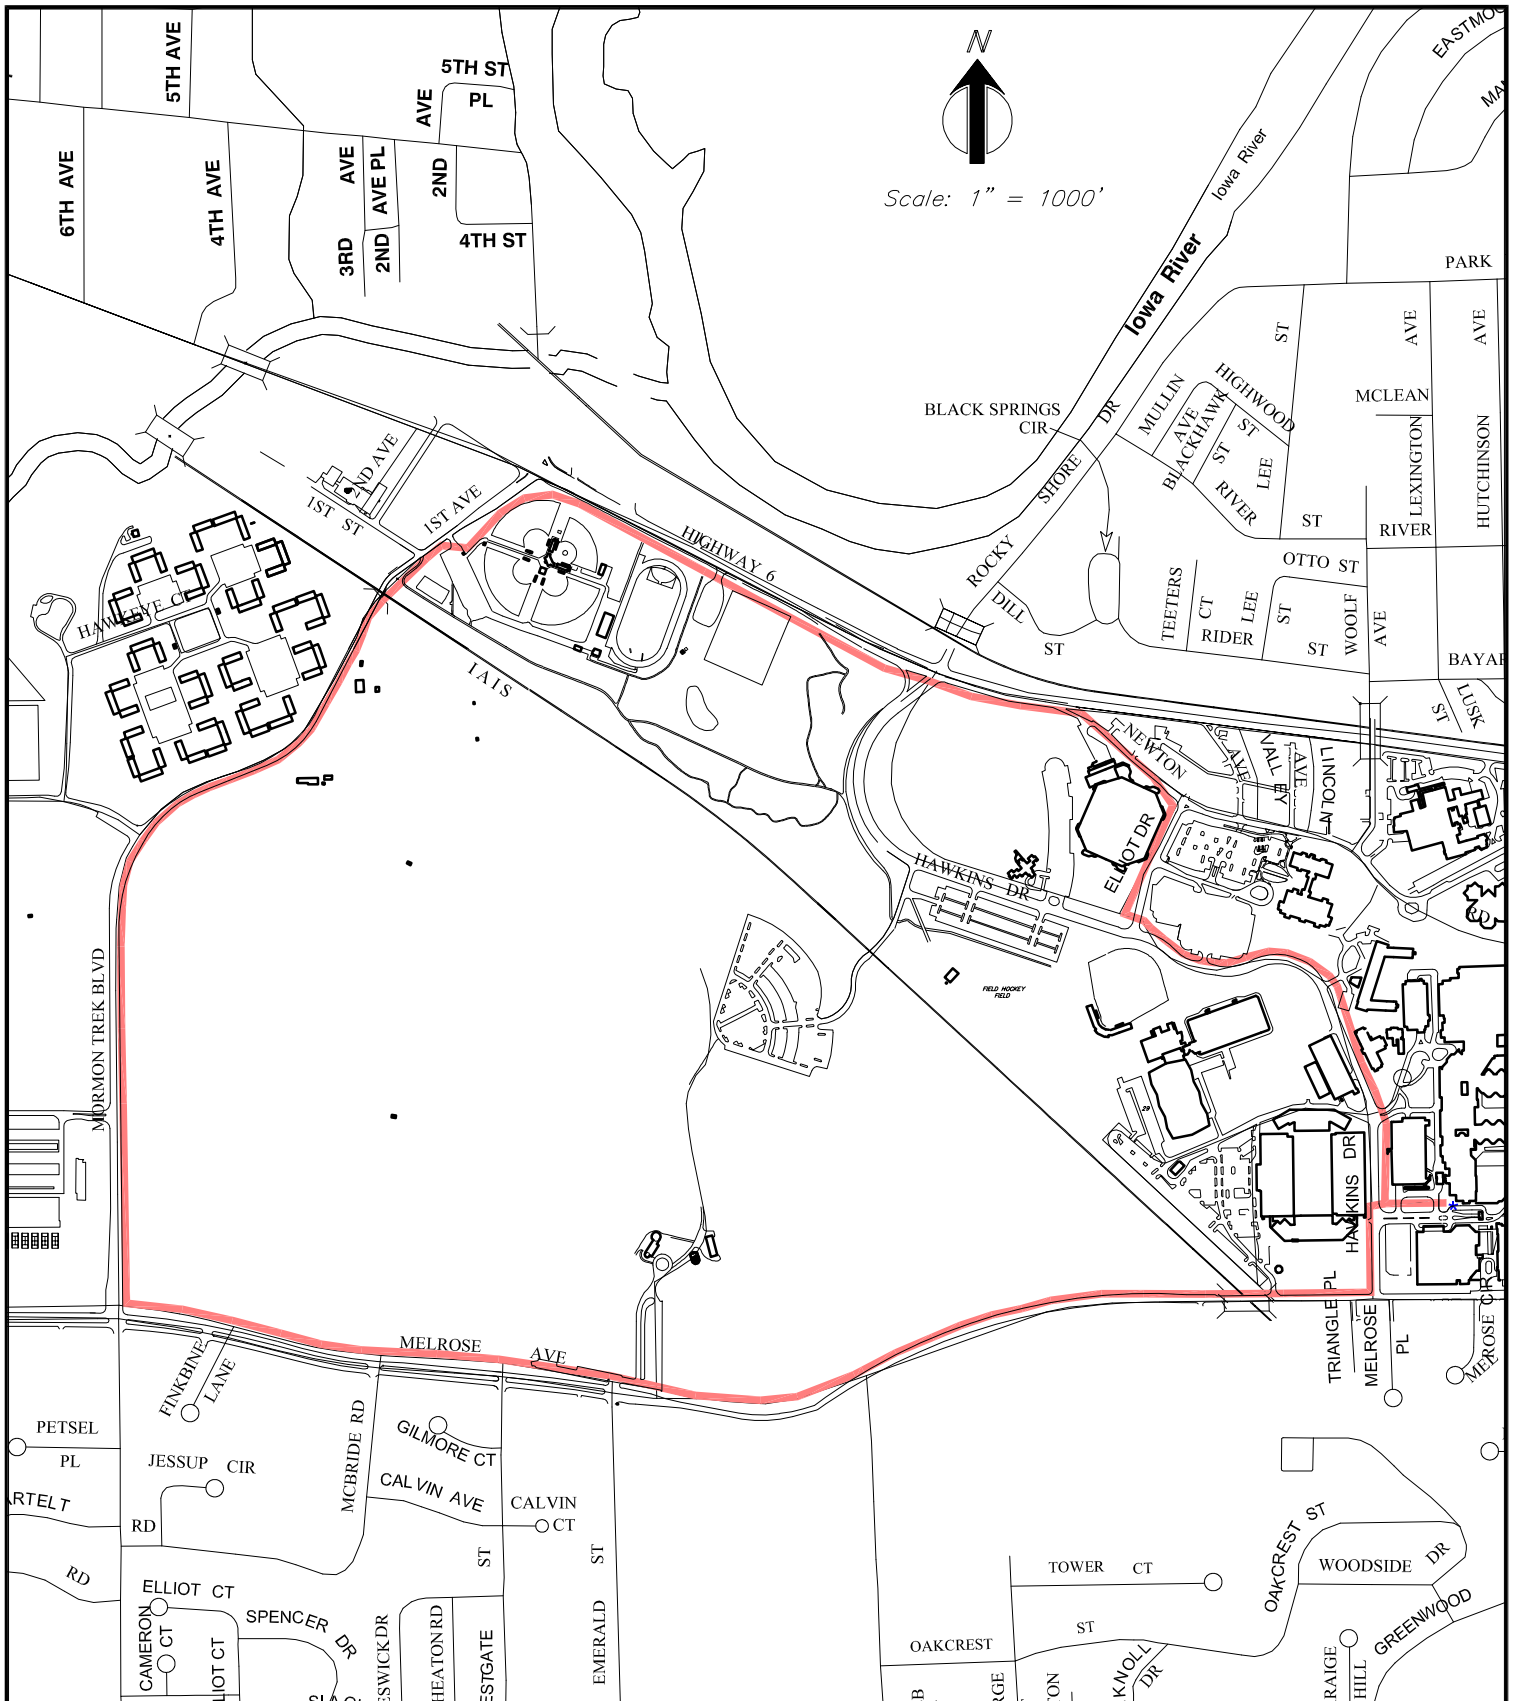 N
Scale: 1" = 1000'
5TH AVE
5TH ST
PL
AVE
6TH AVE
4TH AVE
3RD AVE
2ND AVE PL
2ND
4TH ST
Iowa River
Iowa River
PARK
ST
AVE
AVE
MCLEAN
LEXINGTON
HUTCHINSON
HIGHWOOD
ST
MULLIN
AVE
BLACKHAWK
ST
LEE
RIVER
ST
RIVER
BLACK SPRINGS
CIR
ROCKY SHORE DR
DILL
ST
OTTO ST
TEETERS
CT
LEE
ST
RIDER
ST
WOOLF
AVE
LUSK
ST
2ND AVE
1ST ST
1ST AVE
HIGHWAY 6
HAWKEYE CT
IAIS
NEWTON
AVE
VALLEY
AVE
LINCOLN
ELLIOT DR
HAWKINS DR
RD
FIELD HOCKEY
FIELD
29
MORMON TREK BLVD
HAWKINS DR
TRIANGLE PL
MELROSE
PL
MELROSE CIR
MELROSE AVE
FINKBINE
LANE
PETSEL
PL
JESSUP CIR
MCBRIDE RD
GILMORE CT
CALVIN AVE
CALVIN
CT
RD
RD
ST
ST
ELLIOT CT
CAMERON
CT
SPENCER DR
EMERALD
TOWER CT
OAKCREST ST
WOODSIDE DR
GREENWOOD
OAKCREST
ST
DR
HILL